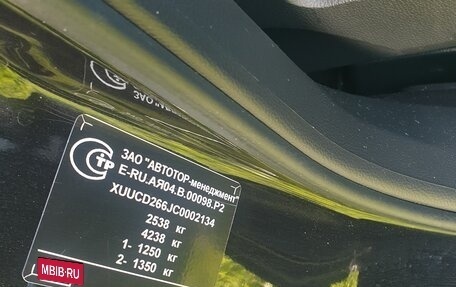 ЗАО "АВТОТОР-менеджмент"
E-RU.АЯ04.В.00098.Р2
XUUCD266JC0002134
2538 кг
4238 кг
1- 1250 кг
2- 1350 кг
MBIB·RU